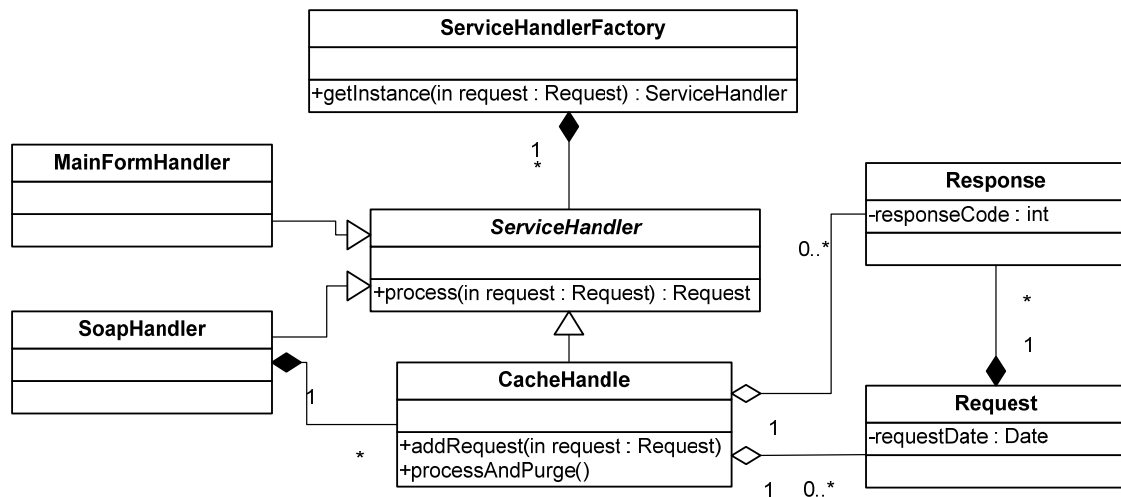 ServiceHandlerFactory
+getInstance(in request : Request) : ServiceHandler
1
*
MainFormHandler
ServiceHandler
+process(in request : Request) : Request
Response
-responseCode : int
0..*
*
1
SoapHandler
1
*
CacheHandle
+addRequest(in request : Request)
+processAndPurge()
1
1
0..*
Request
-requestDate : Date